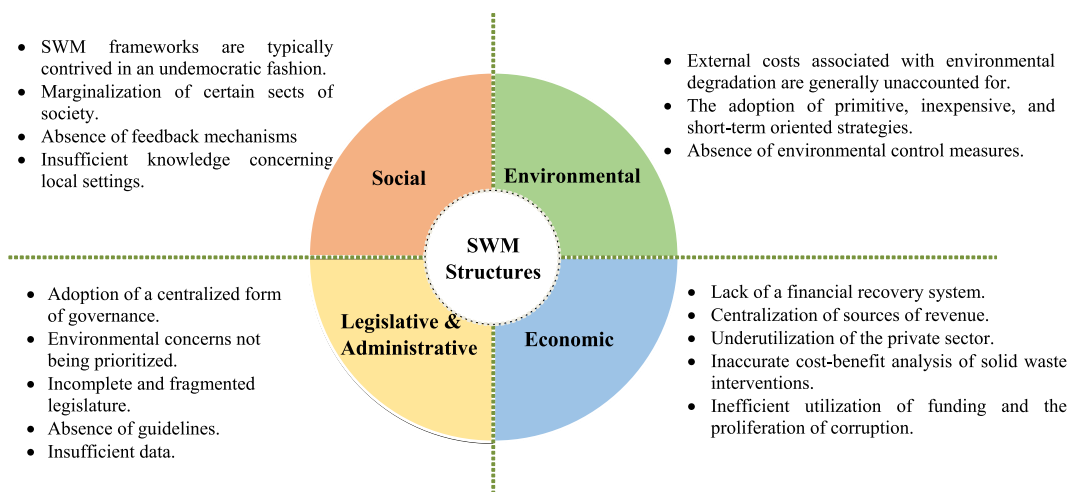 • SWM frameworks are typically
contrived in an undemocratic fashion.
• Marginalization of certain sects of
society.
• Absence of feedback mechanisms
• Insufficient knowledge concerning
local settings.
• External costs associated with environmental
degradation are generally unaccounted for.
• The adoption of primitive, inexpensive, and
short-term oriented strategies.
• Absence of environmental control measures.
Social
Environmental
SWM
Structures
Legislative &
Administrative
Economic
• Adoption of a centralized form
of governance.
• Environmental concerns not
being prioritized.
• Incomplete and fragmented
legislature.
• Absence of guidelines.
• Insufficient data.
• Lack of a financial recovery system.
• Centralization of sources of revenue.
• Underutilization of the private sector.
• Inaccurate cost-benefit analysis of solid waste
interventions.
• Inefficient utilization of funding and the
proliferation of corruption.